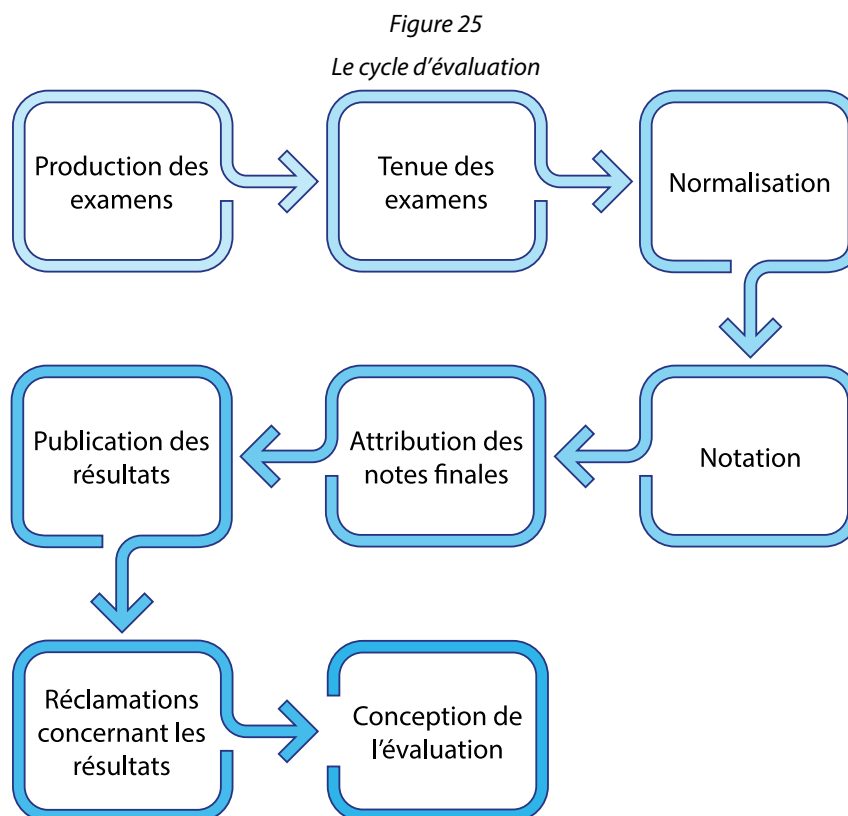 Figure 25
Le cycle d’évaluation
Production des
examens
Tenue des
examens
Normalisation
Notation
Attribution des
notes finales
Publication des
résultats
Réclamations
concernant les
résultats
Conception de
l’évaluation